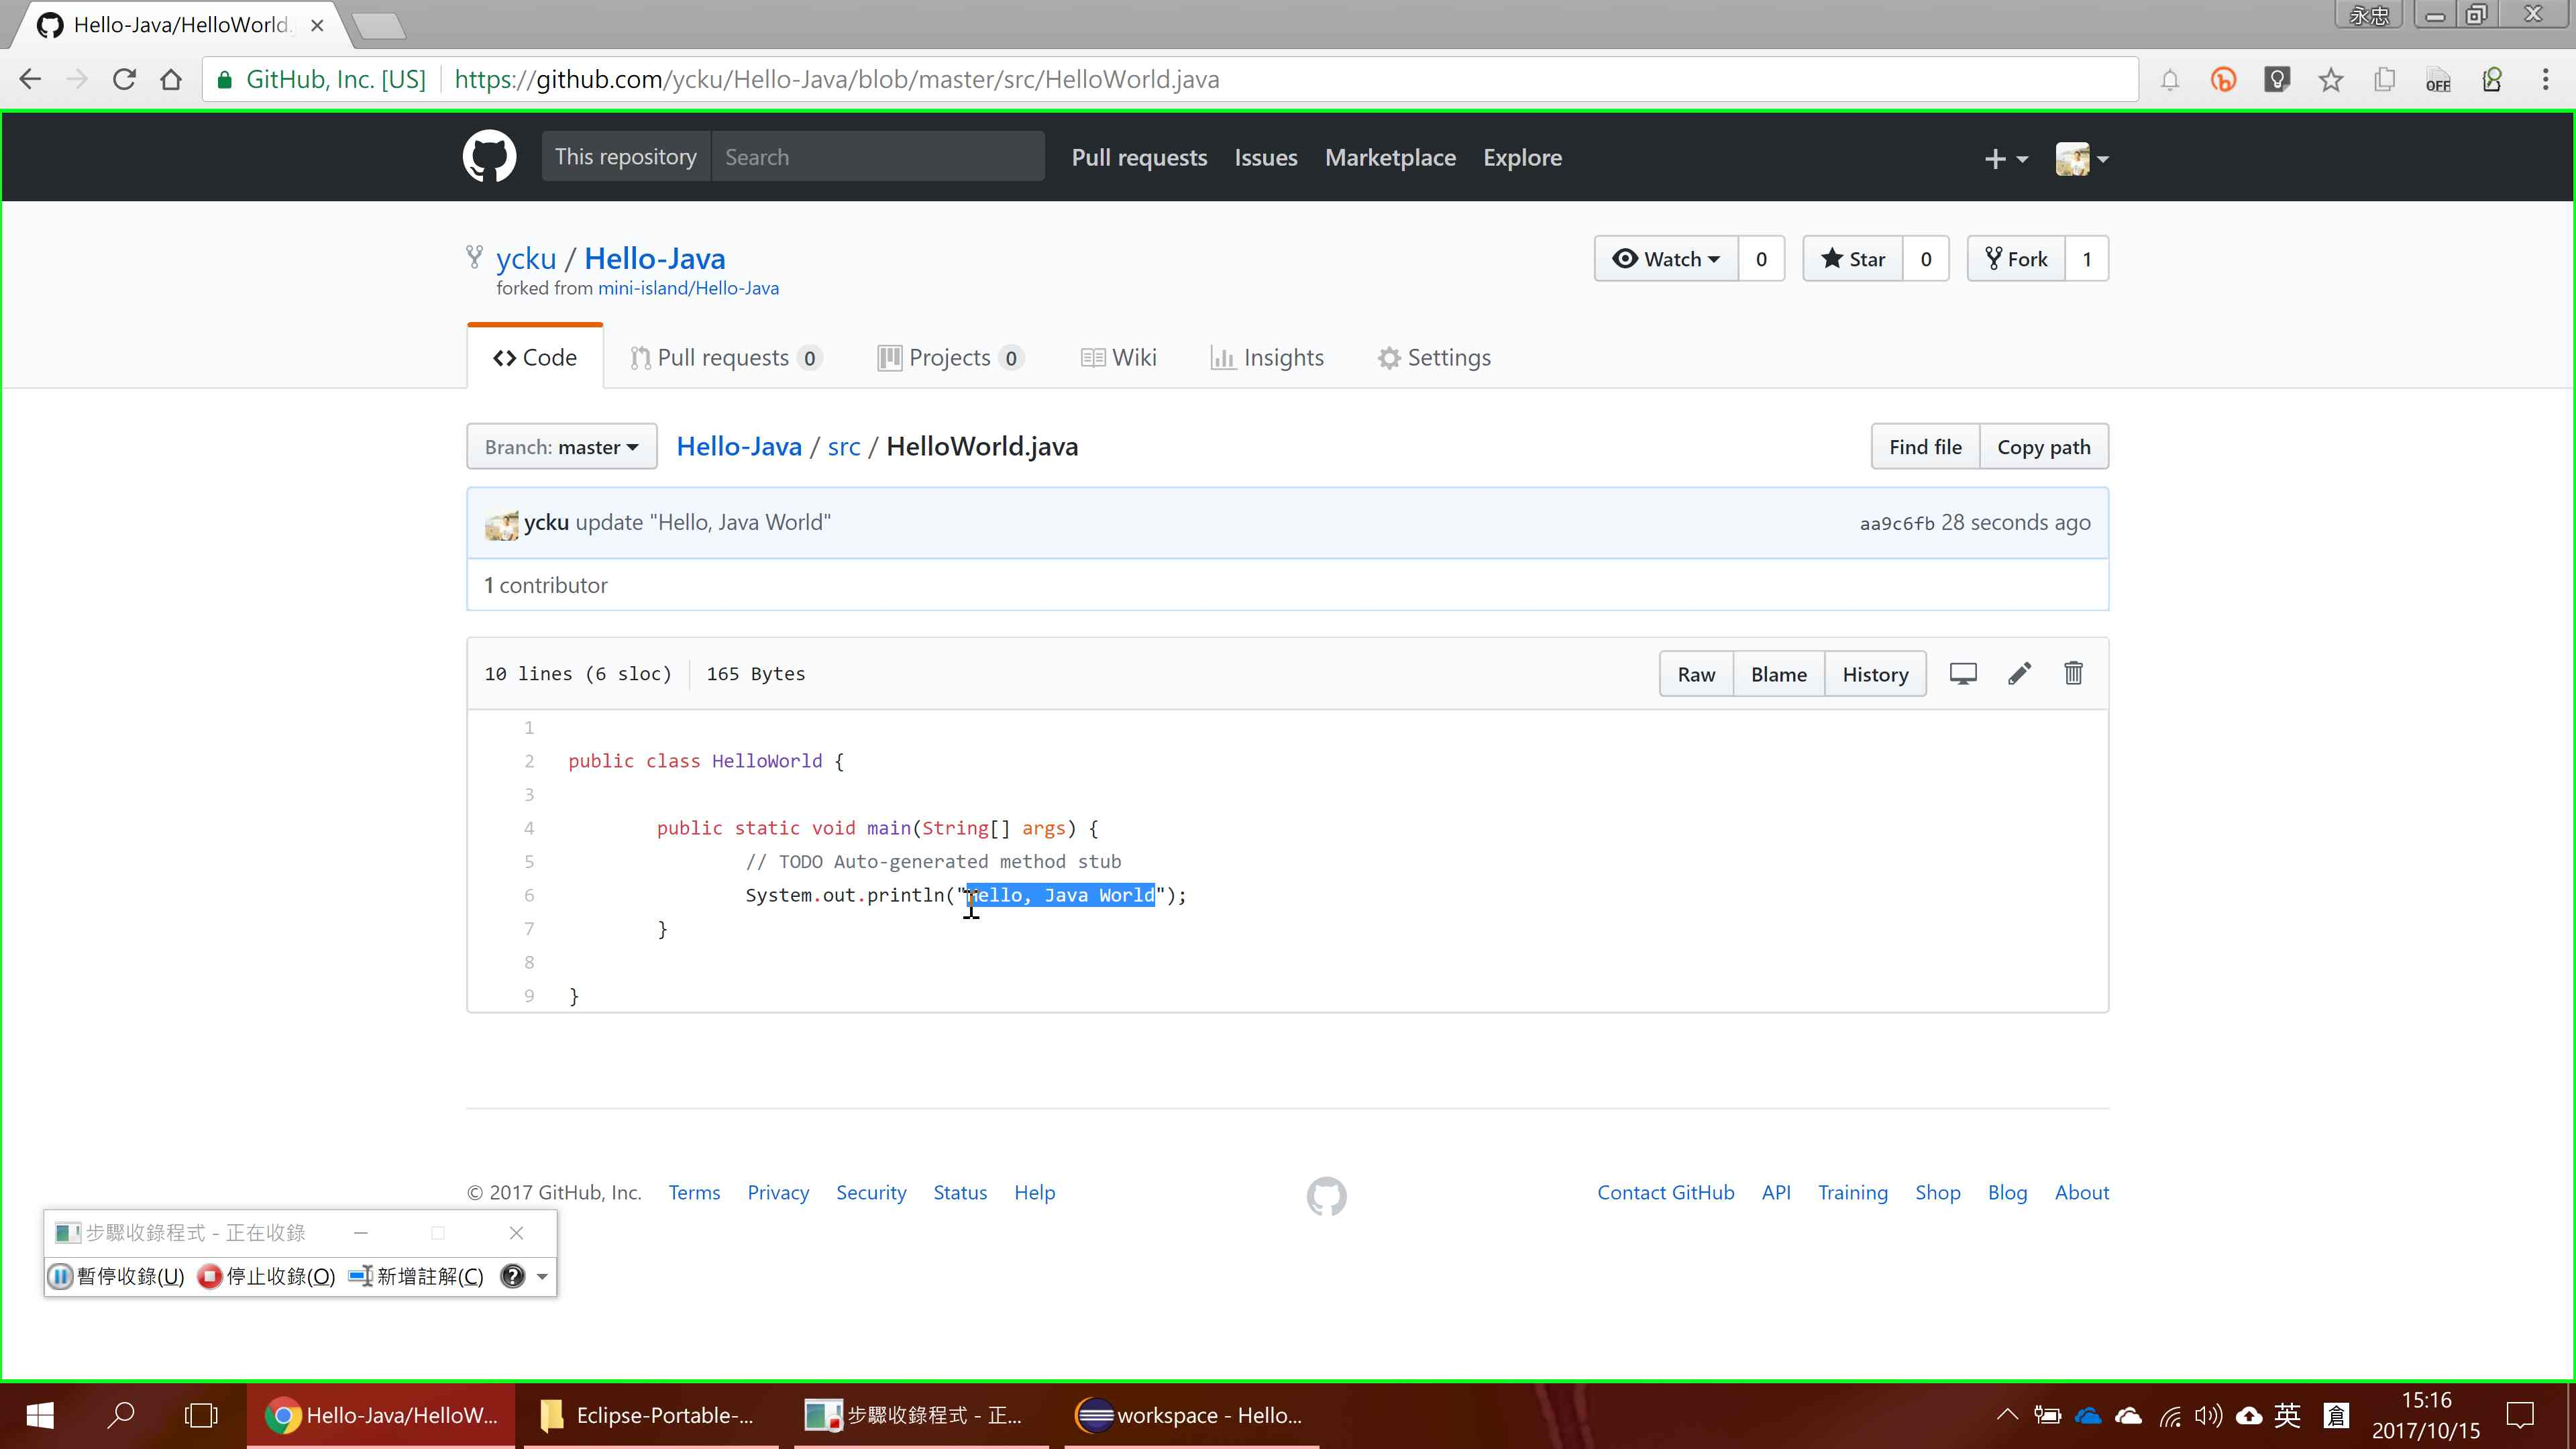 Hello-Java/HelloWorld.
永忠
GitHub, Inc. [US] https://github.com/ycku/Hello-Java/blob/master/src/HelloWorld.java
OFF
This repository Search Pull requests Issues Marketplace Explore
ycku / Hello-Java
forked from mini-island/Hello-Java
Watch 0 Star 0 Fork 1
Code Pull requests 0 Projects 0 Wiki Insights Settings
Branch: master Hello-Java / src / HelloWorld.java Find file Copy path
ycku update "Hello, Java World" aa9c6fb 28 seconds ago
1 contributor
10 lines (6 sloc) 165 Bytes Raw Blame History
1
2 public class HelloWorld {
3
4 public static void main(String[] args) {
5 // TODO Auto-generated method stub
6 System.out.println("Hello, Java World");
7 }
8
9 }
© 2017 GitHub, Inc. Terms Privacy Security Status Help Contact GitHub API Training Shop Blog About
步驟收錄程式 - 正在收錄
暫停收錄(U) 停止收錄(O) 新增註解(C)
Hello-Java/HelloW... Eclipse-Portable-... 步驟收錄程式 - 正... workspace - Hello... 英 倉 15:16
2017/10/15